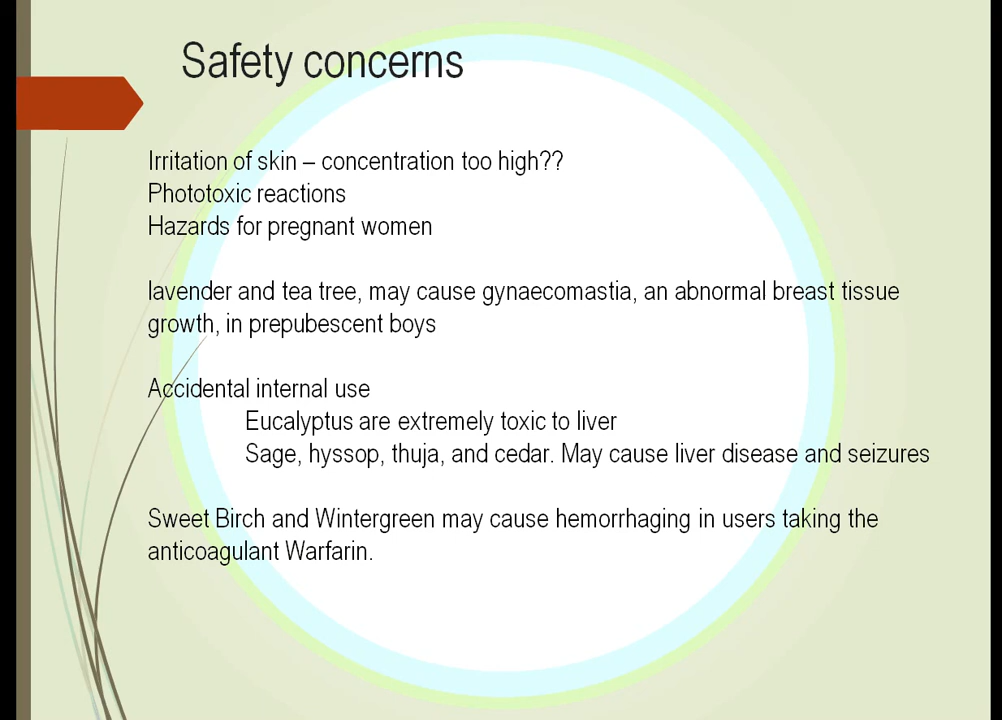 Safety concerns
Irritation of skin – concentration too high??
Phototoxic reactions
Hazards for pregnant women
lavender and tea tree, may cause gynaecomastia, an abnormal breast tissue
growth, in prepubescent boys
Accidental internal use
Eucalyptus are extremely toxic to liver
Sage, hyssop, thuja, and cedar. May cause liver disease and seizures
Sweet Birch and Wintergreen may cause hemorrhaging in users taking the
anticoagulant Warfarin.